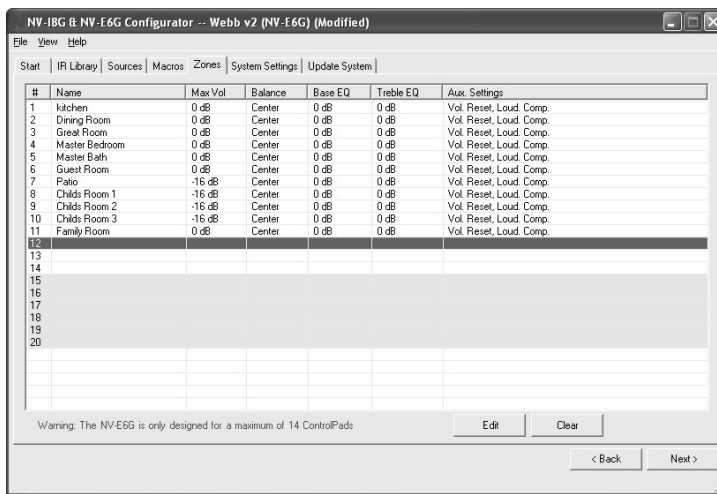 NV-I8G & NV-E6G Configurator -- Webb v2 (NV-E6G) (Modified)
File View Help
Start IR Library Sources Macros Zones System Settings Update System
# Name Max Vol Balance Base EQ Treble EQ Aux. Settings
1 kitchen 0 dB Center 0 dB 0 dB Vol. Reset, Loud. Comp.
2 Dining Room 0 dB Center 0 dB 0 dB Vol. Reset, Loud. Comp.
3 Great Room 0 dB Center 0 dB 0 dB Vol. Reset, Loud. Comp.
4 Master Bedroom 0 dB Center 0 dB 0 dB Vol. Reset, Loud. Comp.
5 Master Bath 0 dB Center 0 dB 0 dB Vol. Reset, Loud. Comp.
6 Guest Room 0 dB Center 0 dB 0 dB Vol. Reset, Loud. Comp.
7 Patio -16 dB Center 0 dB 0 dB Vol. Reset, Loud. Comp.
8 Childs Room 1 -16 dB Center 0 dB 0 dB Vol. Reset, Loud. Comp.
9 Childs Room 2 -16 dB Center 0 dB 0 dB Vol. Reset, Loud. Comp.
10 Childs Room 3 -16 dB Center 0 dB 0 dB Vol. Reset, Loud. Comp.
11 Family Room 0 dB Center 0 dB 0 dB Vol. Reset, Loud. Comp.
12
13
14
15
16
17
18
19
20
Warning: The NV-E6G is only designed for a maximum of 14 ControlPads Edit Clear
< Back Next >